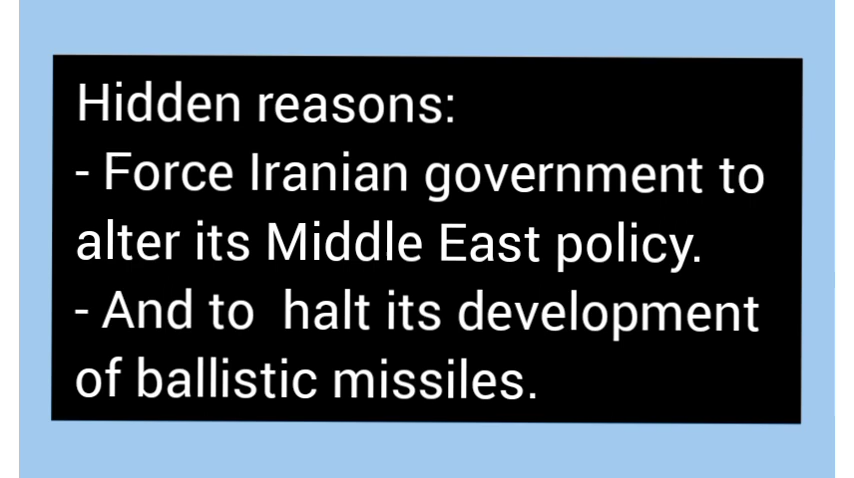 Hidden reasons:
- Force Iranian government to
alter its Middle East policy.
- And to  halt its development
of ballistic missiles.